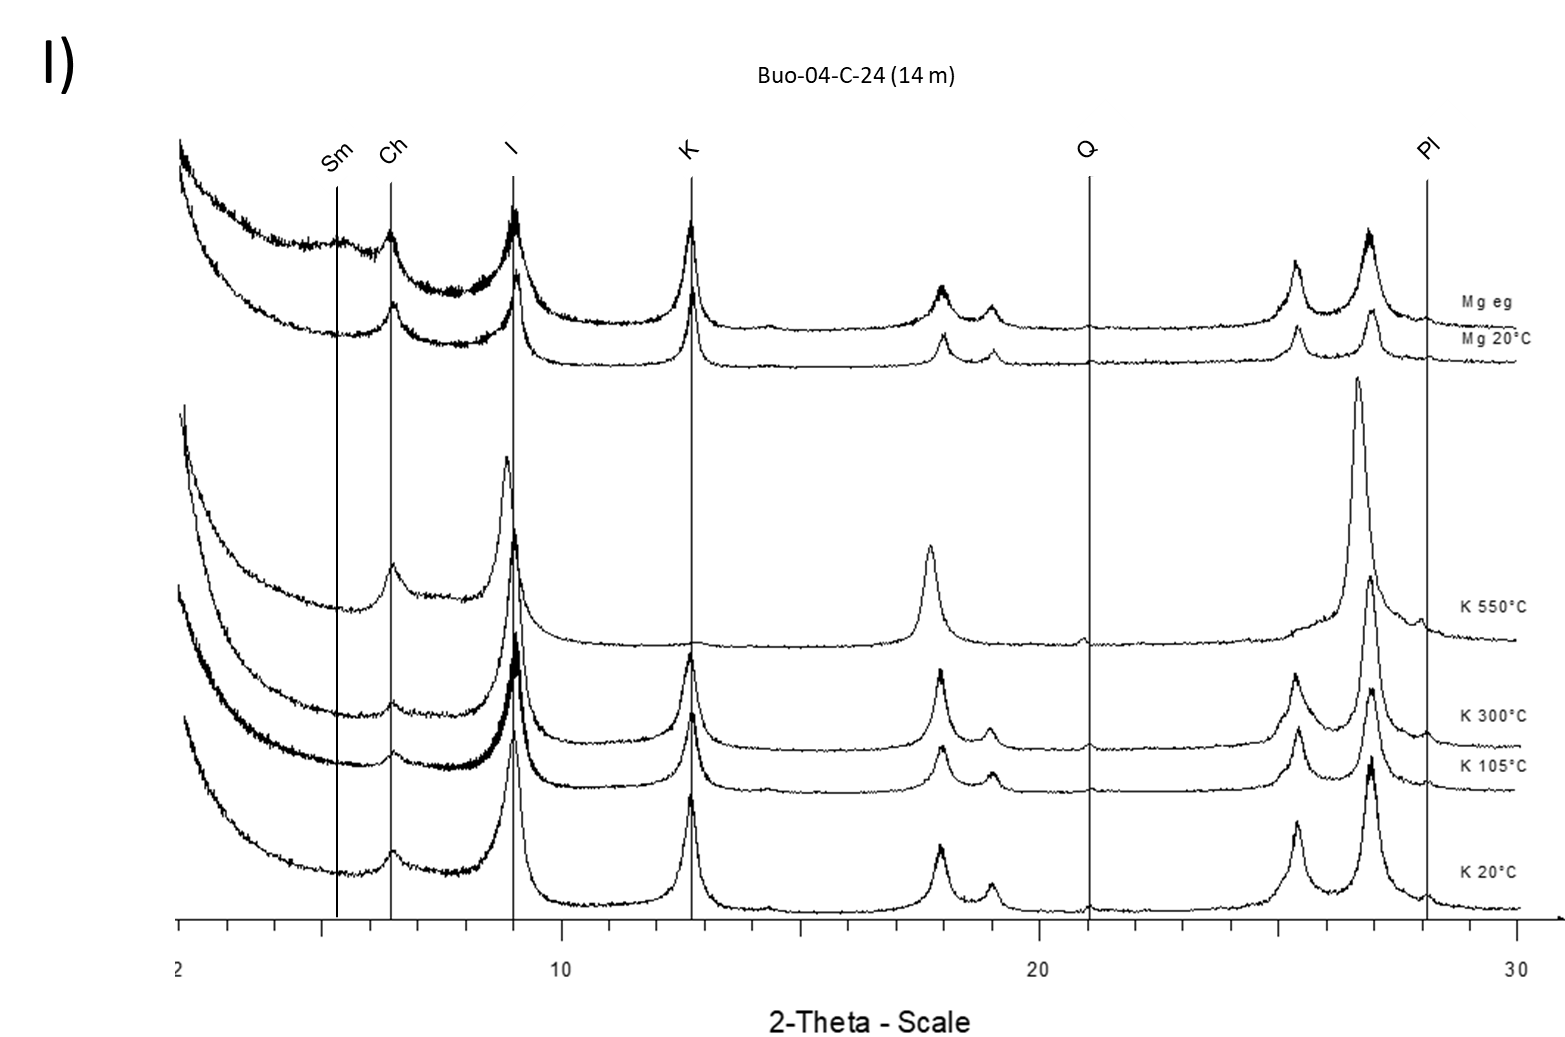 I)
Buo-04-C-24 (14 m)
Sm Ch I K Q Pl
Mg eg
Mg 20°C
K 550°C
K 300°C
K 105°C
K 20°C
2 10 20 30
2-Theta - Scale